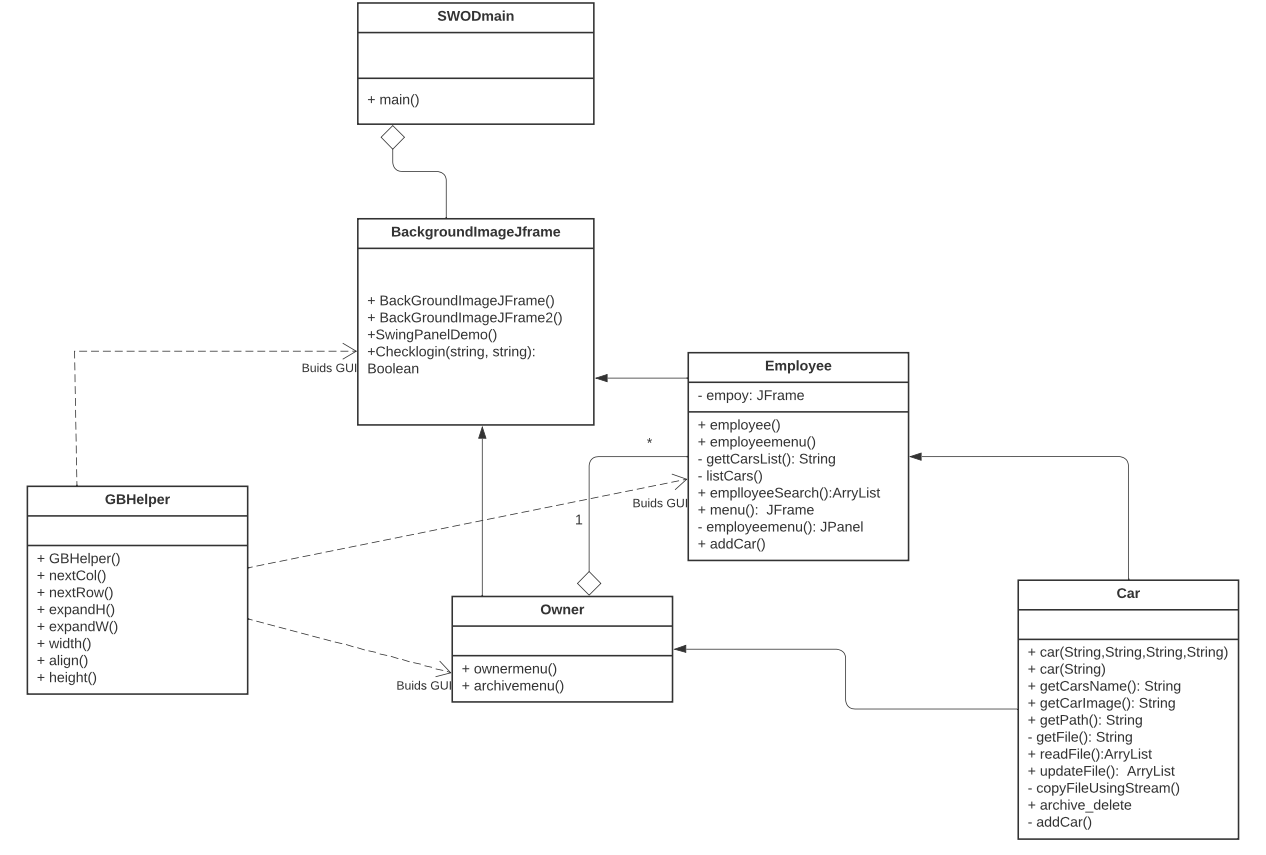 SWODmain
+ main()
BackgroundImageJframe
+ BackGroundImageJFrame()
+ BackGroundImageJFrame2()
+SwingPanelDemo()
+Checklogin(string, string):
Boolean
Buids GUI
Employee
- empoy: JFrame
+ employee()
+ employeemenu()
- gettCarsList(): String
- listCars()
+ emplloyeeSearch():ArryList
+ menu():  JFrame
- employeemenu(): JPanel
+ addCar()
*
Buids GUI
1
GBHelper
+ GBHelper()
+ nextCol()
+ nextRow()
+ expandH()
+ expandW()
+ width()
+ align()
+ height()
Owner
+ ownermenu()
+ archivemenu()
Buids GUI
Car
+ car(String,String,String,String)
+ car(String)
+ getCarsName(): String
+ getCarImage(): String
+ getPath(): String
- getFile(): String
+ readFile():ArryList
+ updateFile():  ArryList
- copyFileUsingStream()
+ archive_delete
- addCar()